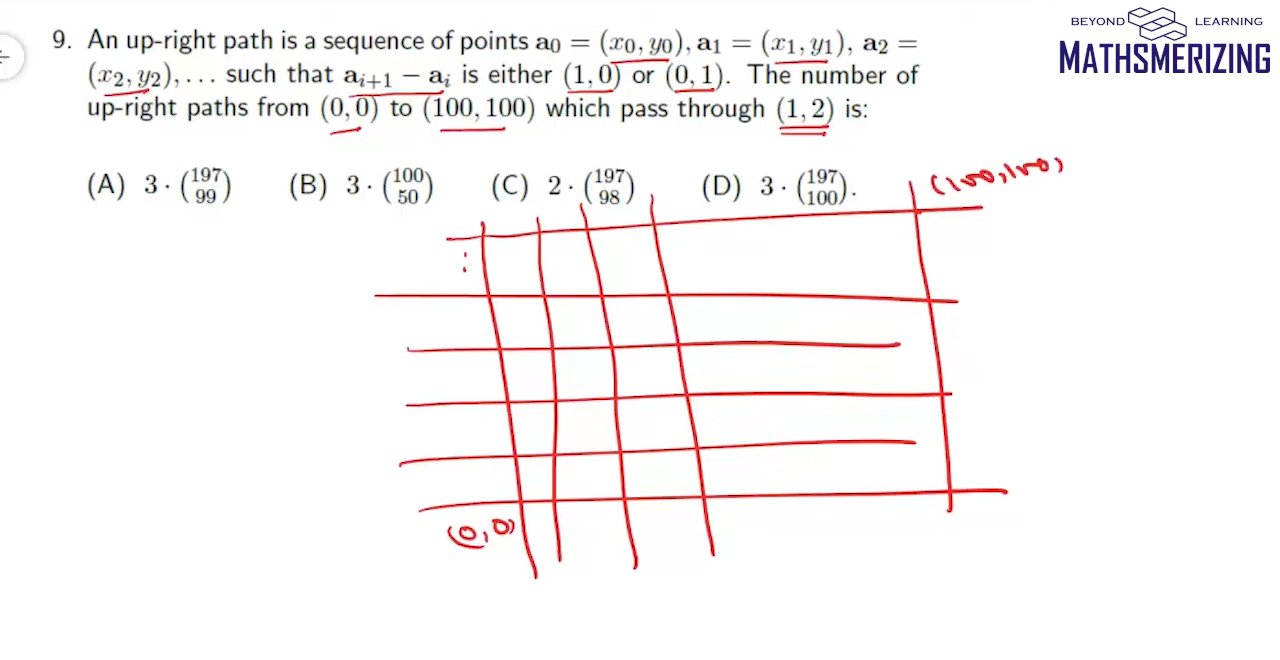 BEYOND LEARNING
MATHSMERIZING
9. An up-right path is a sequence of points a₀ = (x₀, y₀), a₁ = (x₁, y₁), a₂ =
(x₂, y₂), . . . such that aᵢ₊₁ − aᵢ is either (1, 0) or (0, 1). The number of
up-right paths from (0, 0) to (100, 100) which pass through (1, 2) is:
(A) 3 · (197 99) (B) 3 · (100 50) (C) 2 · (197 98) (D) 3 · (197 100).
(100,100)
(0,0)